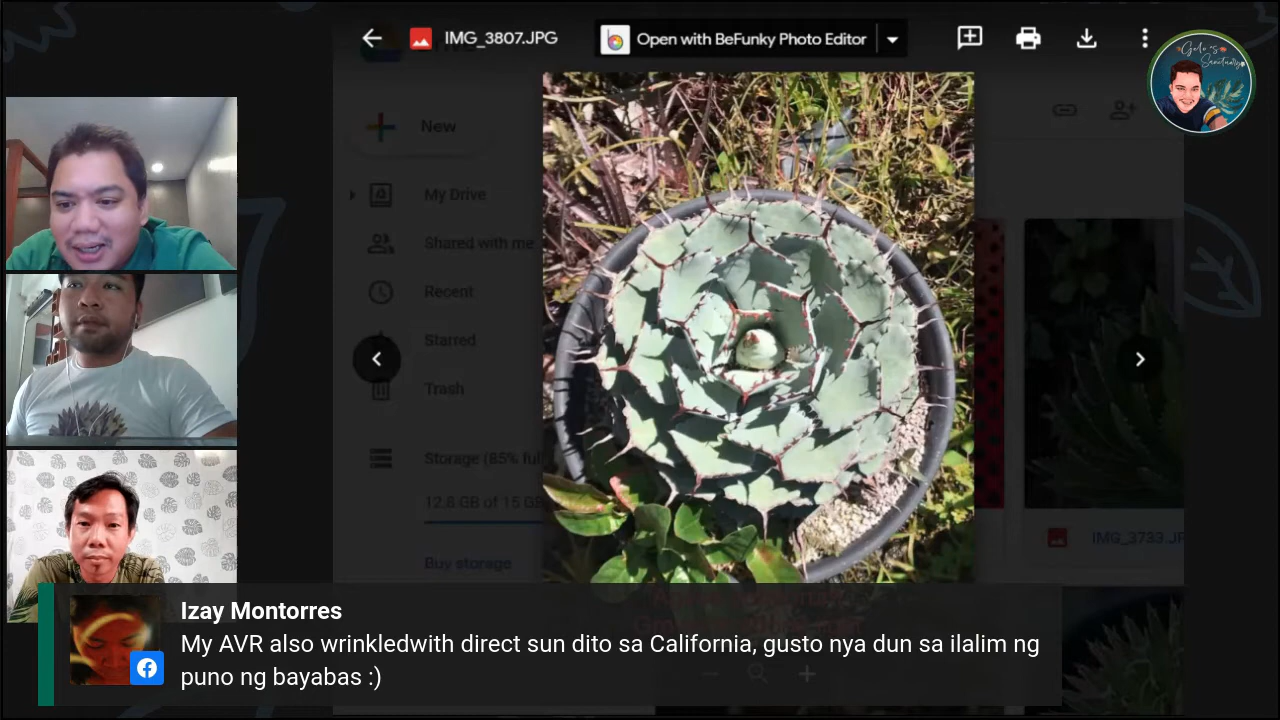 IMG_3807.JPG
Open with BeFunky Photo Editor
New
My Drive
Shared with me
Recent
Starred
Trash
Storage (85% full
12.8 GB of 15 GB
Buy storage
IMG_3733.JP
Izay Montorres
My AVR also wrinkledwith direct sun dito sa California, gusto nya dun sa ilalim ng
puno ng bayabas :)